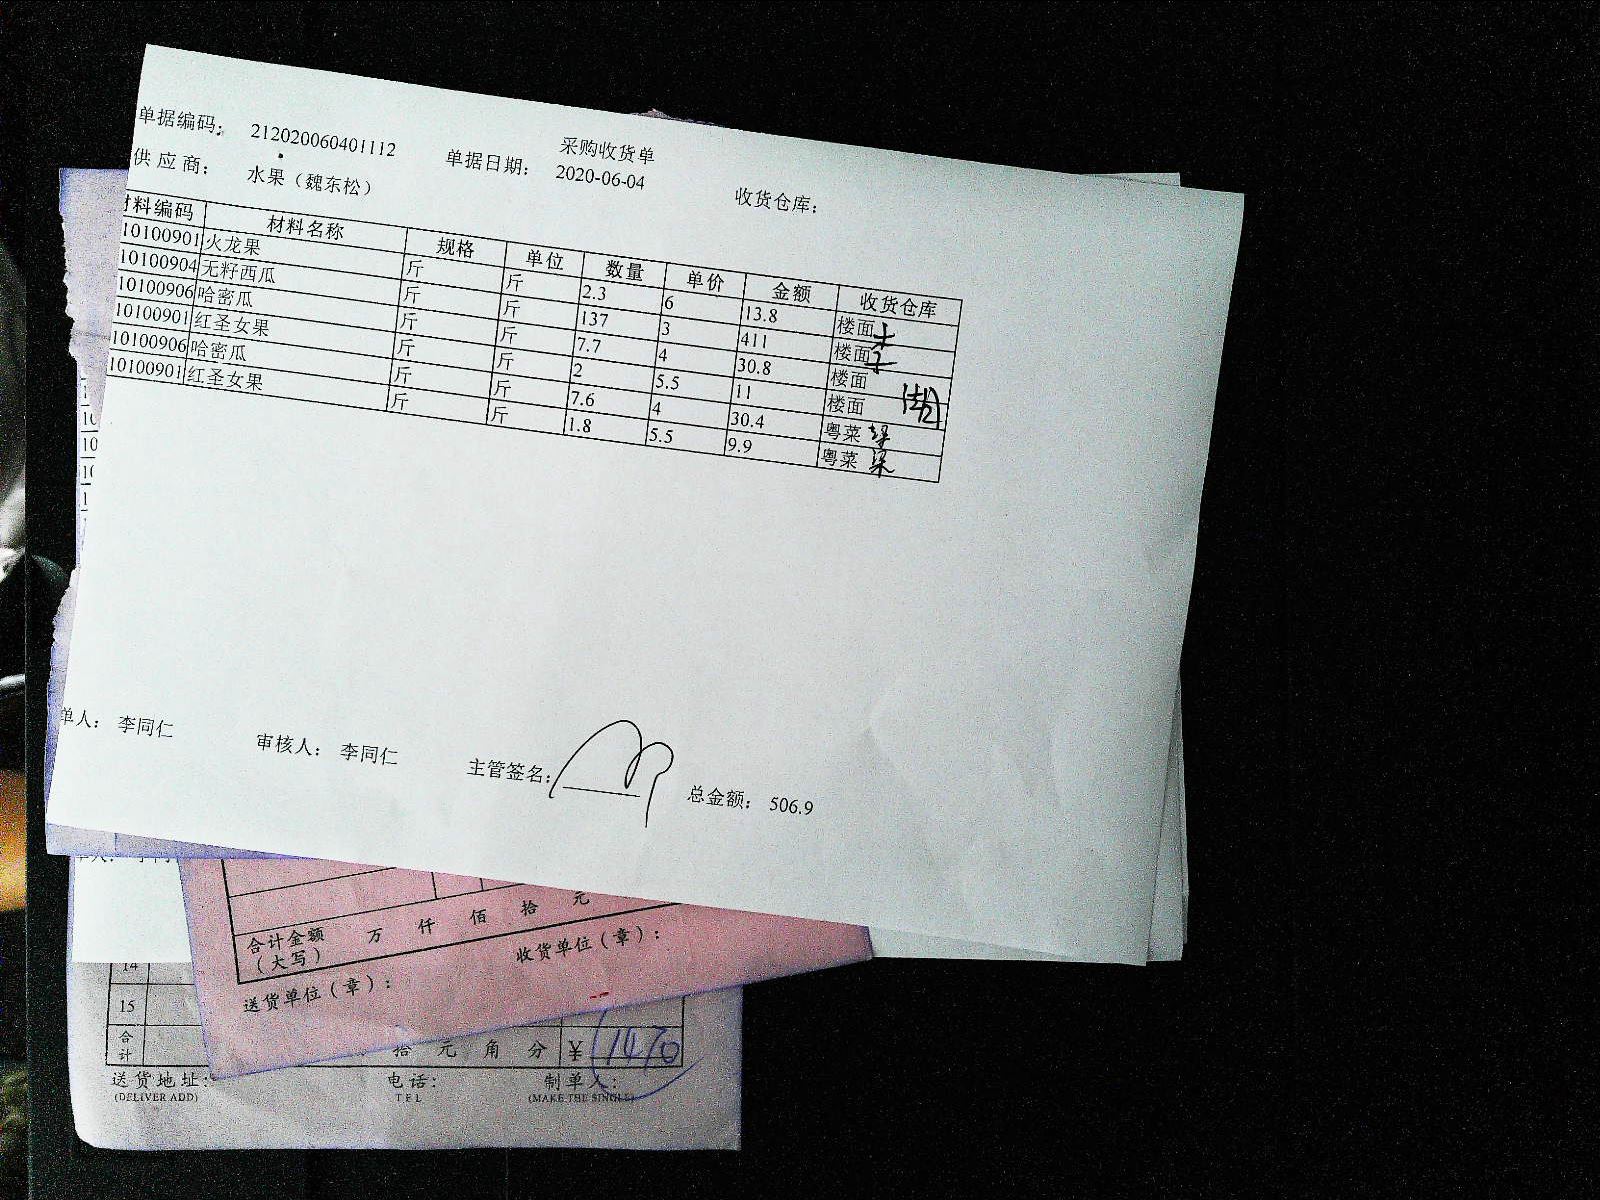 采购收货单
单据编码： 212020060401112 单据日期： 2020-06-04 收货仓库：
供应商： 水果（魏东松）
材料编码 材料名称 规格 单位 数量 单价 金额 收货仓库
10100901 火龙果 斤 斤 2.3 6 13.8 楼面
10100904 无籽西瓜 斤 斤 137 3 411 楼面
10100906 哈密瓜 斤 斤 7.7 4 30.8 楼面
10100901 红圣女果 斤 斤 2 5.5 11 楼面
10100906 哈密瓜 斤 斤 7.6 4 30.4 粤菜
10100901 红圣女果 斤 斤 1.8 5.5 9.9 粤菜
单人： 李同仁 审核人： 李同仁 主管签名： 总金额： 506.9
合计金额 万 仟 佰 拾 元
（大写）
收货单位（章）：
送货单位（章）：
14
15
合计 拾 元 角 分 ¥ 1470
送货地址： 电话： 制单人：
(DELIVER ADD) TEL (MAKE THE SINGLE)